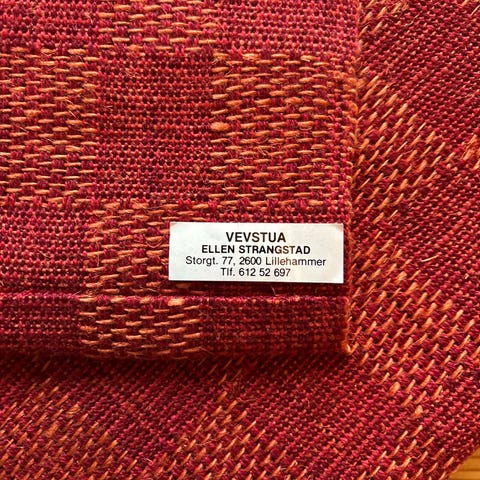 VEVSTUA
ELLEN STRANGSTAD
Storgt. 77, 2600 Lillehammer
Tlf. 612 52 697